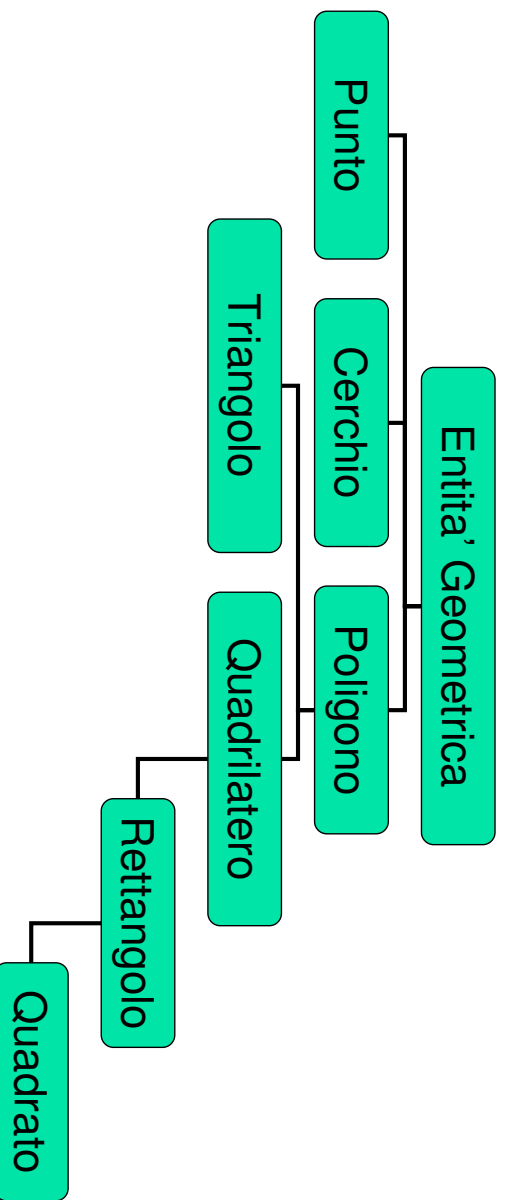 Entita’ Geometrica
Punto
Cerchio
Poligono
Triangolo
Quadrilatero
Rettangolo
Quadrato